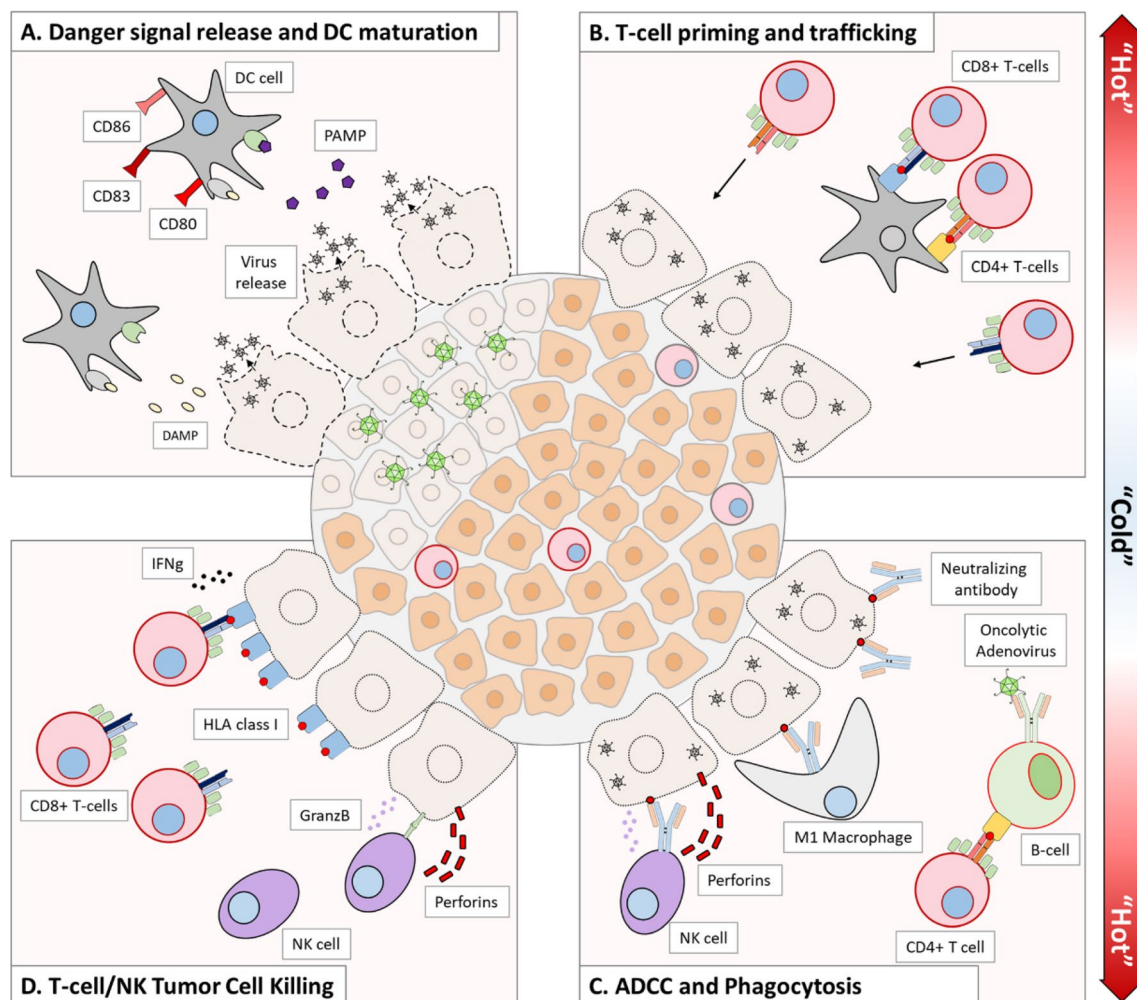 A. Danger signal release and DC maturation
DC cell
CD86
PAMP
CD83
CD80
Virus
release
DAMP
B. T-cell priming and trafficking
CD8+ T-cells
CD4+ T-cells
"Hot"
"Cold"
"Hot"
IFNg
HLA class I
CD8+ T-cells
GranzB
Perforins
NK cell
D. T-cell/NK Tumor Cell Killing
Neutralizing
antibody
Oncolytic
Adenovirus
M1 Macrophage
B-cell
Perforins
NK cell
CD4+ T cell
C. ADCC and Phagocytosis